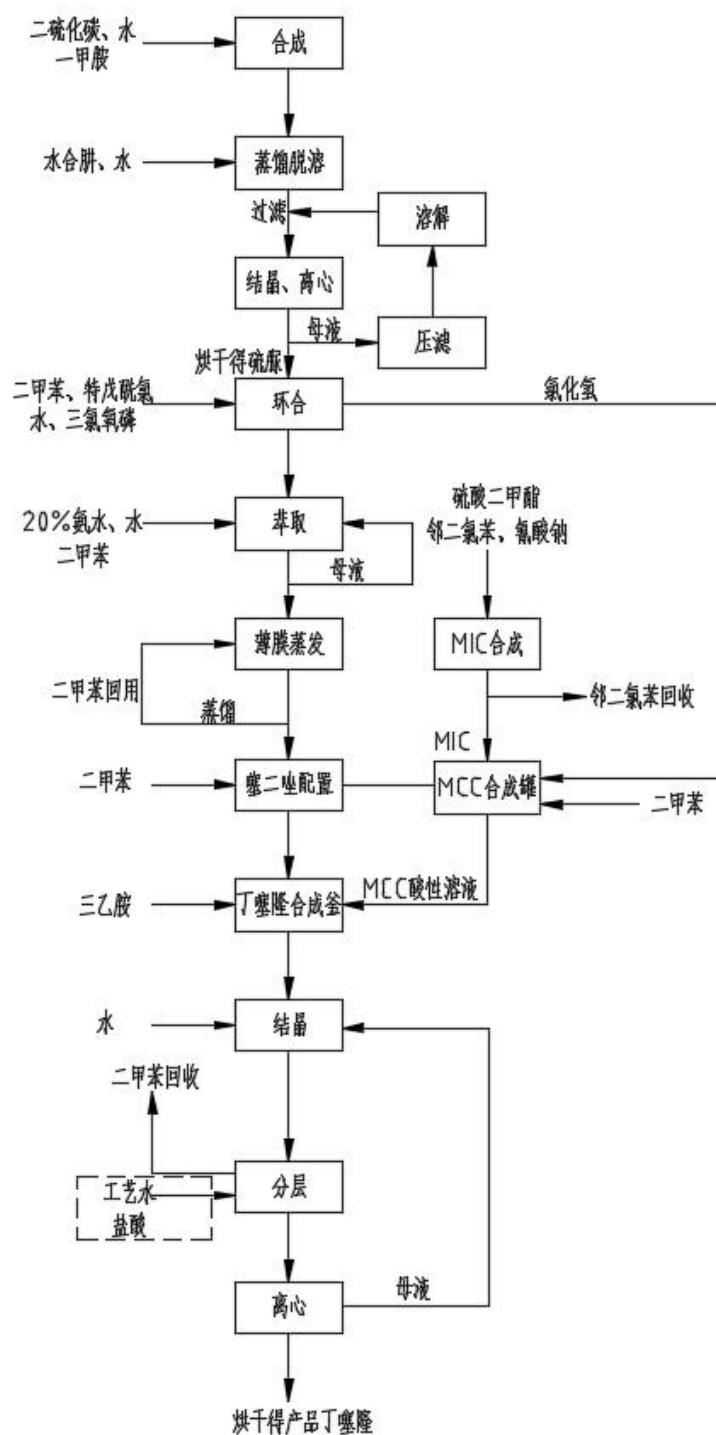 二硫化碳、水
一甲胺
合成
水合肼、水
蒸馏脱溶
过滤
溶解
结晶、离心
母液
压滤
烘干得硫脲
二甲苯、特戊酰氯
水、三氯氧磷
环合
氯化氢
硫酸二甲酯
邻二氯苯、氰酸钠
20%氨水、水
二甲苯
萃取
母液
薄膜蒸发
MIC合成
二甲苯回用
蒸馏
邻二氯苯回收
MIC
二甲苯
塞二唑配置
MCC合成罐
二甲苯
MCC酸性溶液
三乙胺
丁塞隆合成釜
水
结晶
二甲苯回收
工艺水
盐酸
分层
离心
母液
烘干得产品丁塞隆